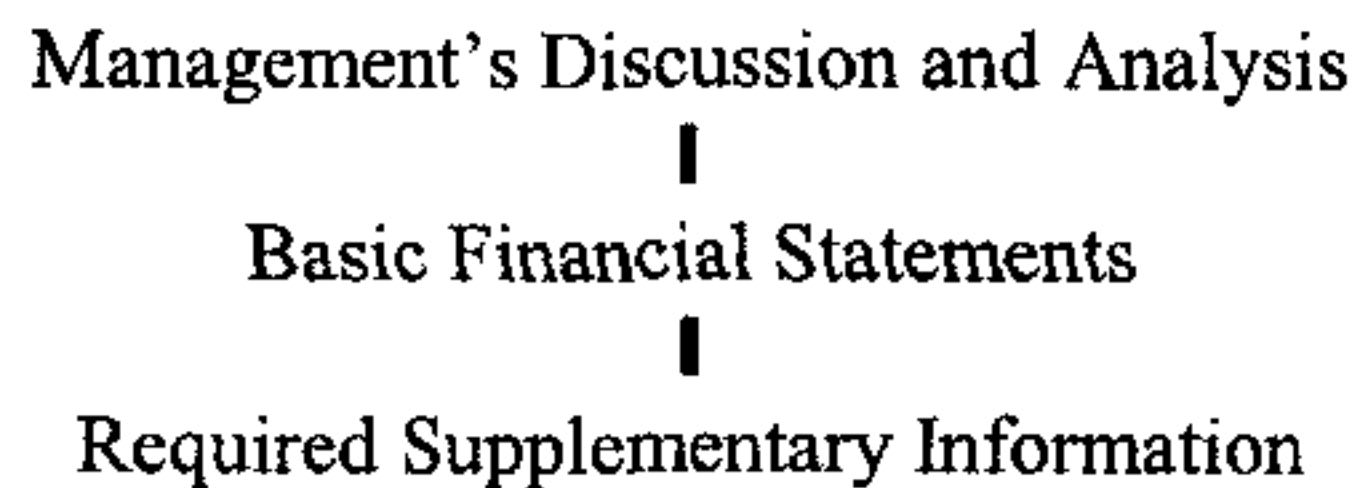 Management’s Discussion and Analysis
Basic Financial Statements
Required Supplementary Information